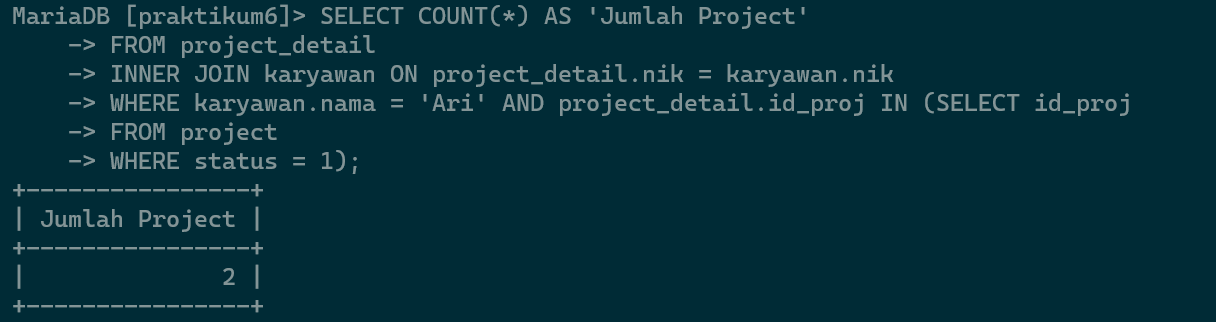 MariaDB [praktikum6]> SELECT COUNT(*) AS 'Jumlah Project'
    -> FROM project_detail
    -> INNER JOIN karyawan ON project_detail.nik = karyawan.nik
    -> WHERE karyawan.nama = 'Ari' AND project_detail.id_proj IN (SELECT id_proj
    -> FROM project
    -> WHERE status = 1);
+----------------+
| Jumlah Project |
+----------------+
|              2 |
+----------------+